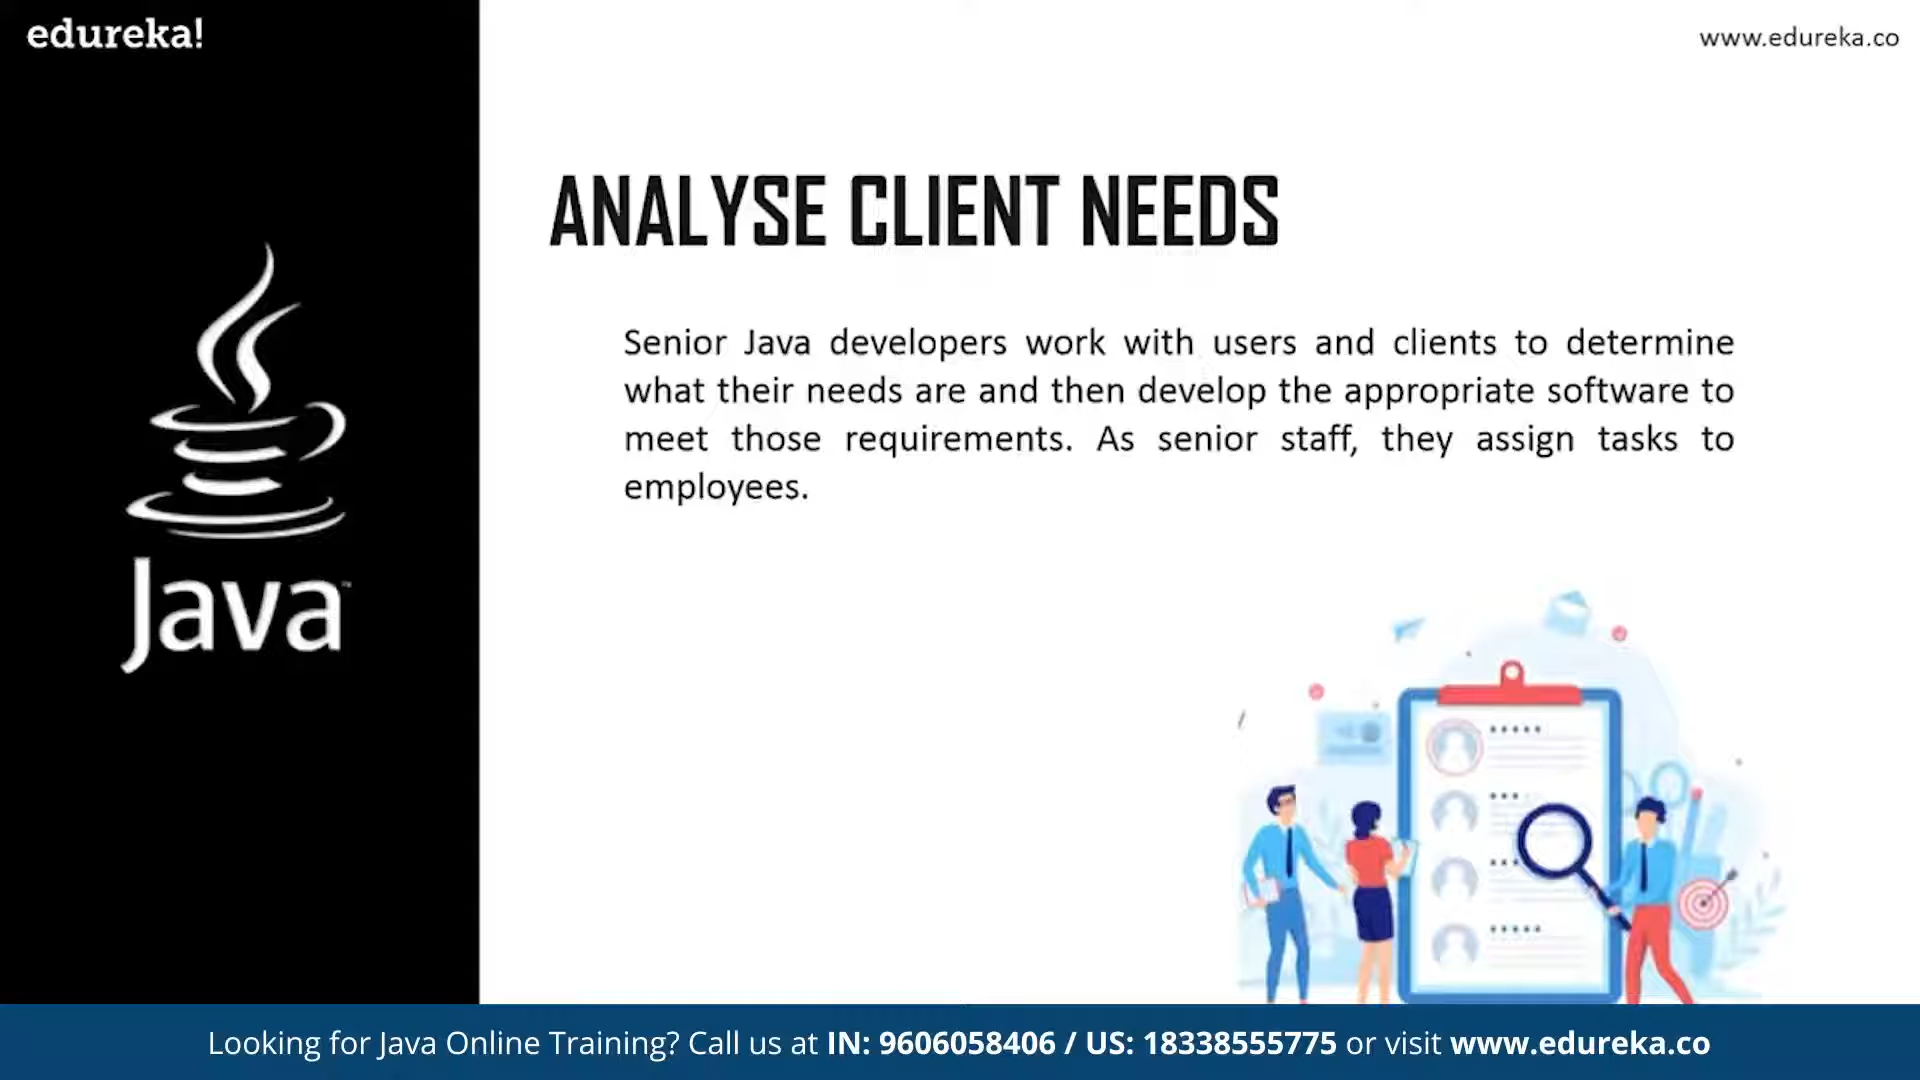 edureka!
www.edureka.co
ANALYSE CLIENT NEEDS
Senior Java developers work with users and clients to determine
what their needs are and then develop the appropriate software to
meet those requirements. As senior staff, they assign tasks to
employees.
Java™
Looking for Java Online Training? Call us at IN: 9606058406 / US: 18338555775 or visit www.edureka.co